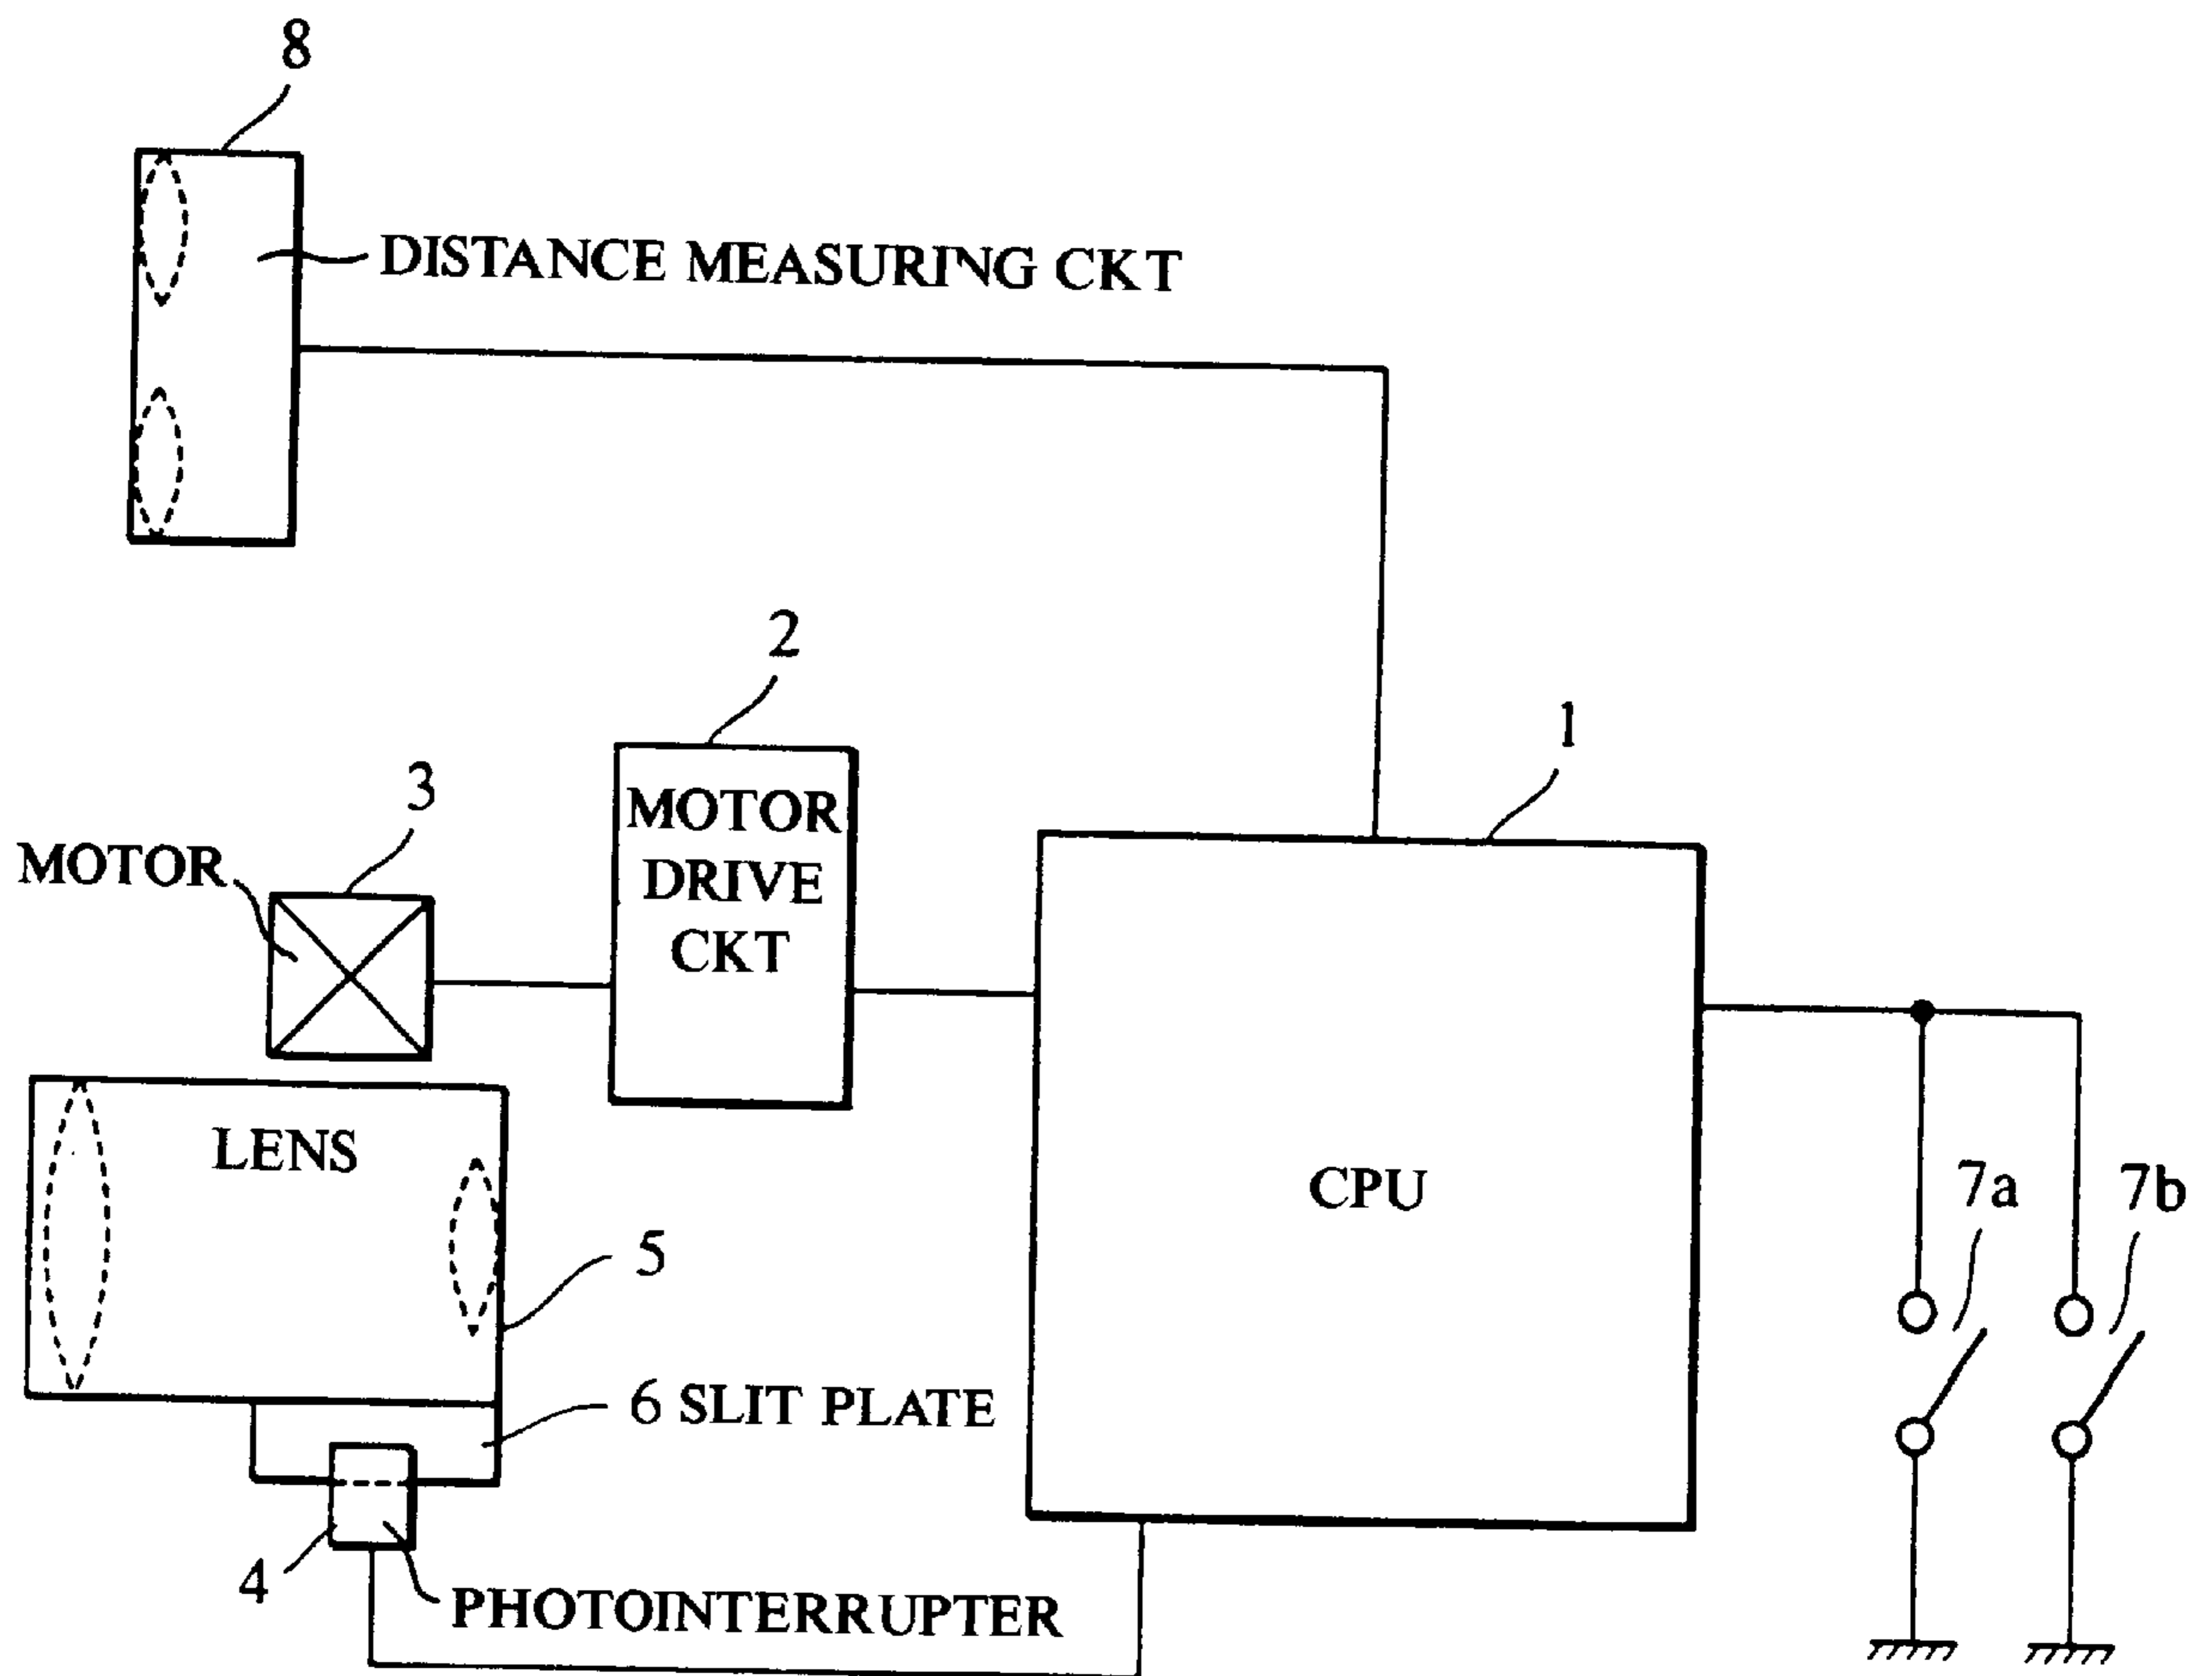 8
DISTANCE MEASURING CKT
2
1
3
MOTOR
MOTOR
DRIVE
CKT
LENS
CPU
7a
7b
5
6 SLIT PLATE
4
PHOTOINTERRUPTER